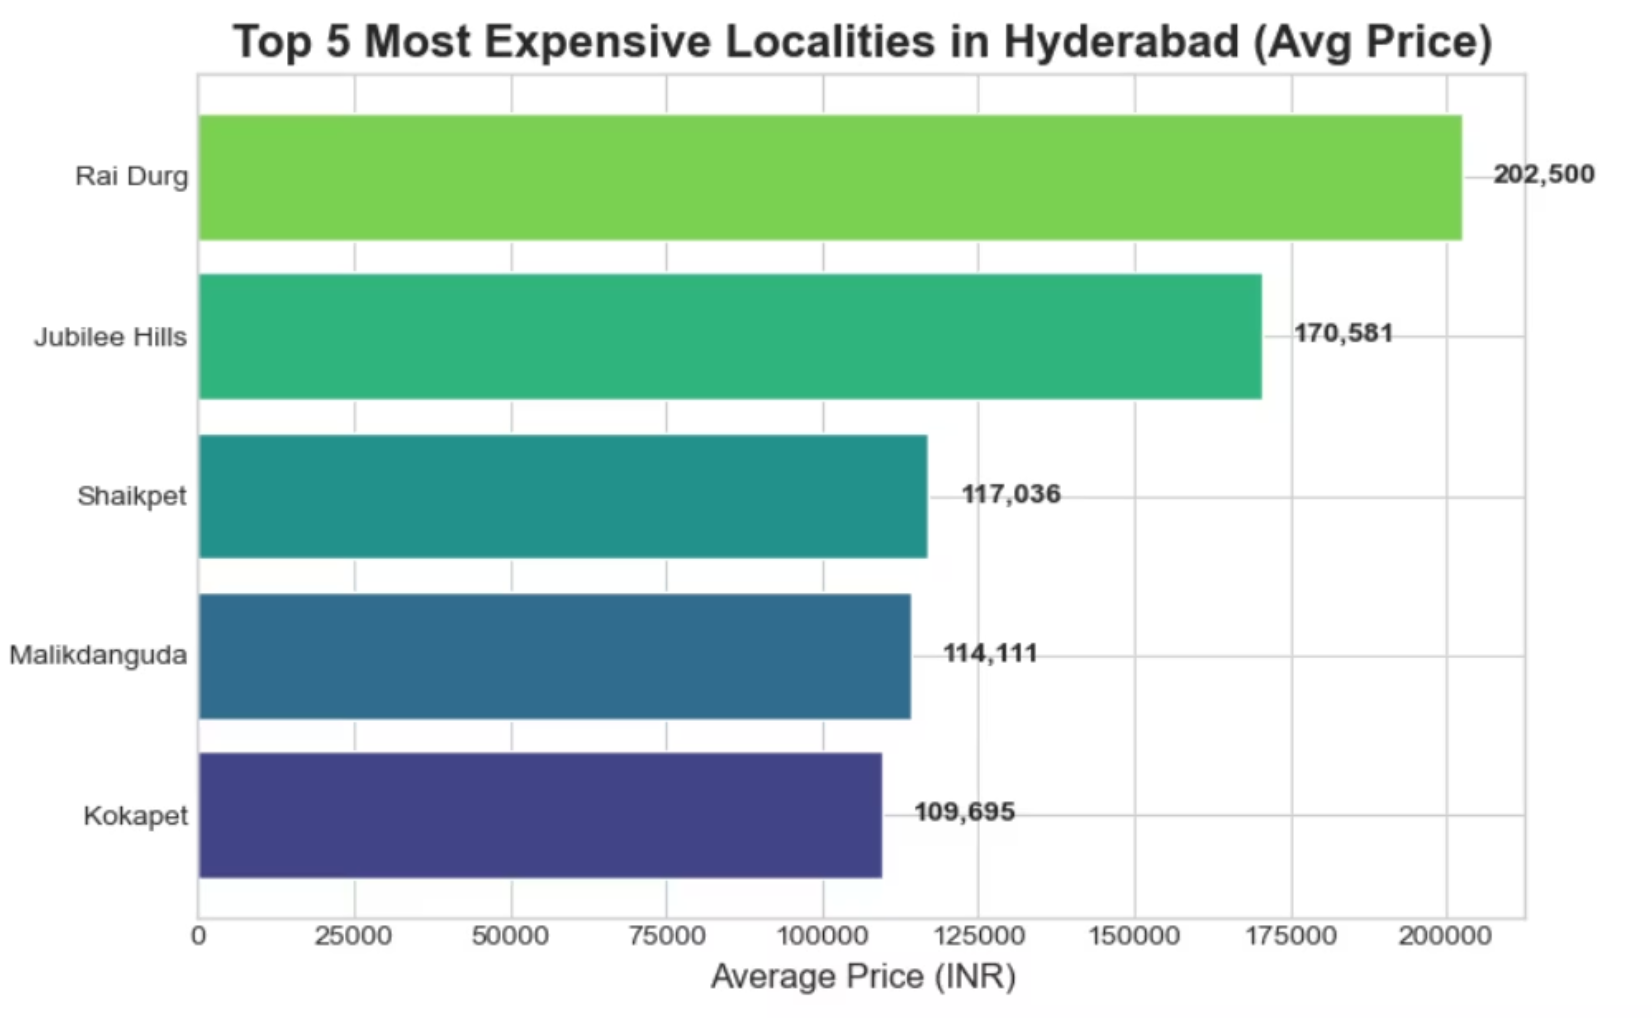 Top 5 Most Expensive Localities in Hyderabad (Avg Price)
Rai Durg
202,500
Jubilee Hills
170,581
Shaikpet
117,036
Malikdanguda
114,111
Kokapet
109,695
0 25000 50000 75000 100000 125000 150000 175000 200000
Average Price (INR)